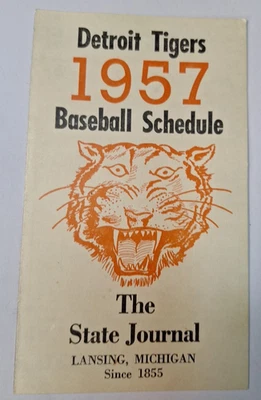 Detroit Tigers
1957
Baseball Schedule
The
State Journal
LANSING, MICHIGAN
Since 1855